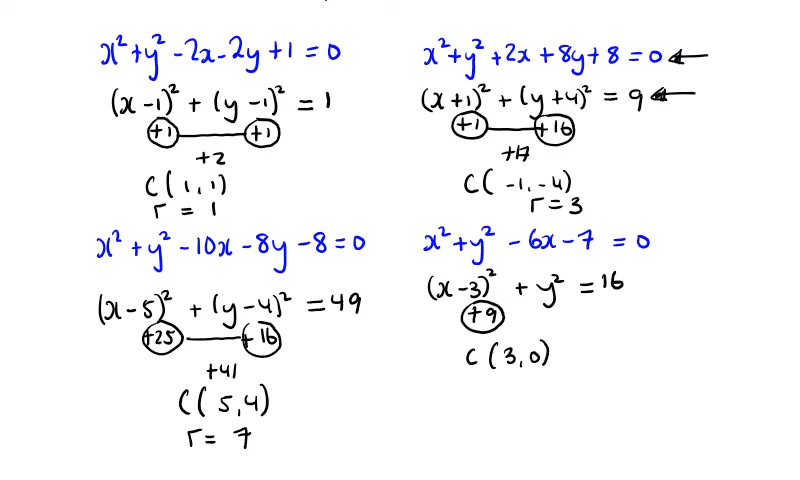 x² + y² - 2x - 2y + 1 = 0
(x - 1)² + (y - 1)² = 1
+1 +1
+2
C(1,1)
r = 1
x² + y² + 2x + 8y + 8 = 0
(x + 1)² + (y + 4)² = 9
+1 +16
+17
C(-1,-4)
r = 3
x² + y² - 10x - 8y - 8 = 0
(x - 5)² + (y - 4)² = 49
+25 +16
+41
C(5,4)
r = 7
x² + y² - 6x - 7 = 0
(x - 3)² + y² = 16
+9
C(3,0)